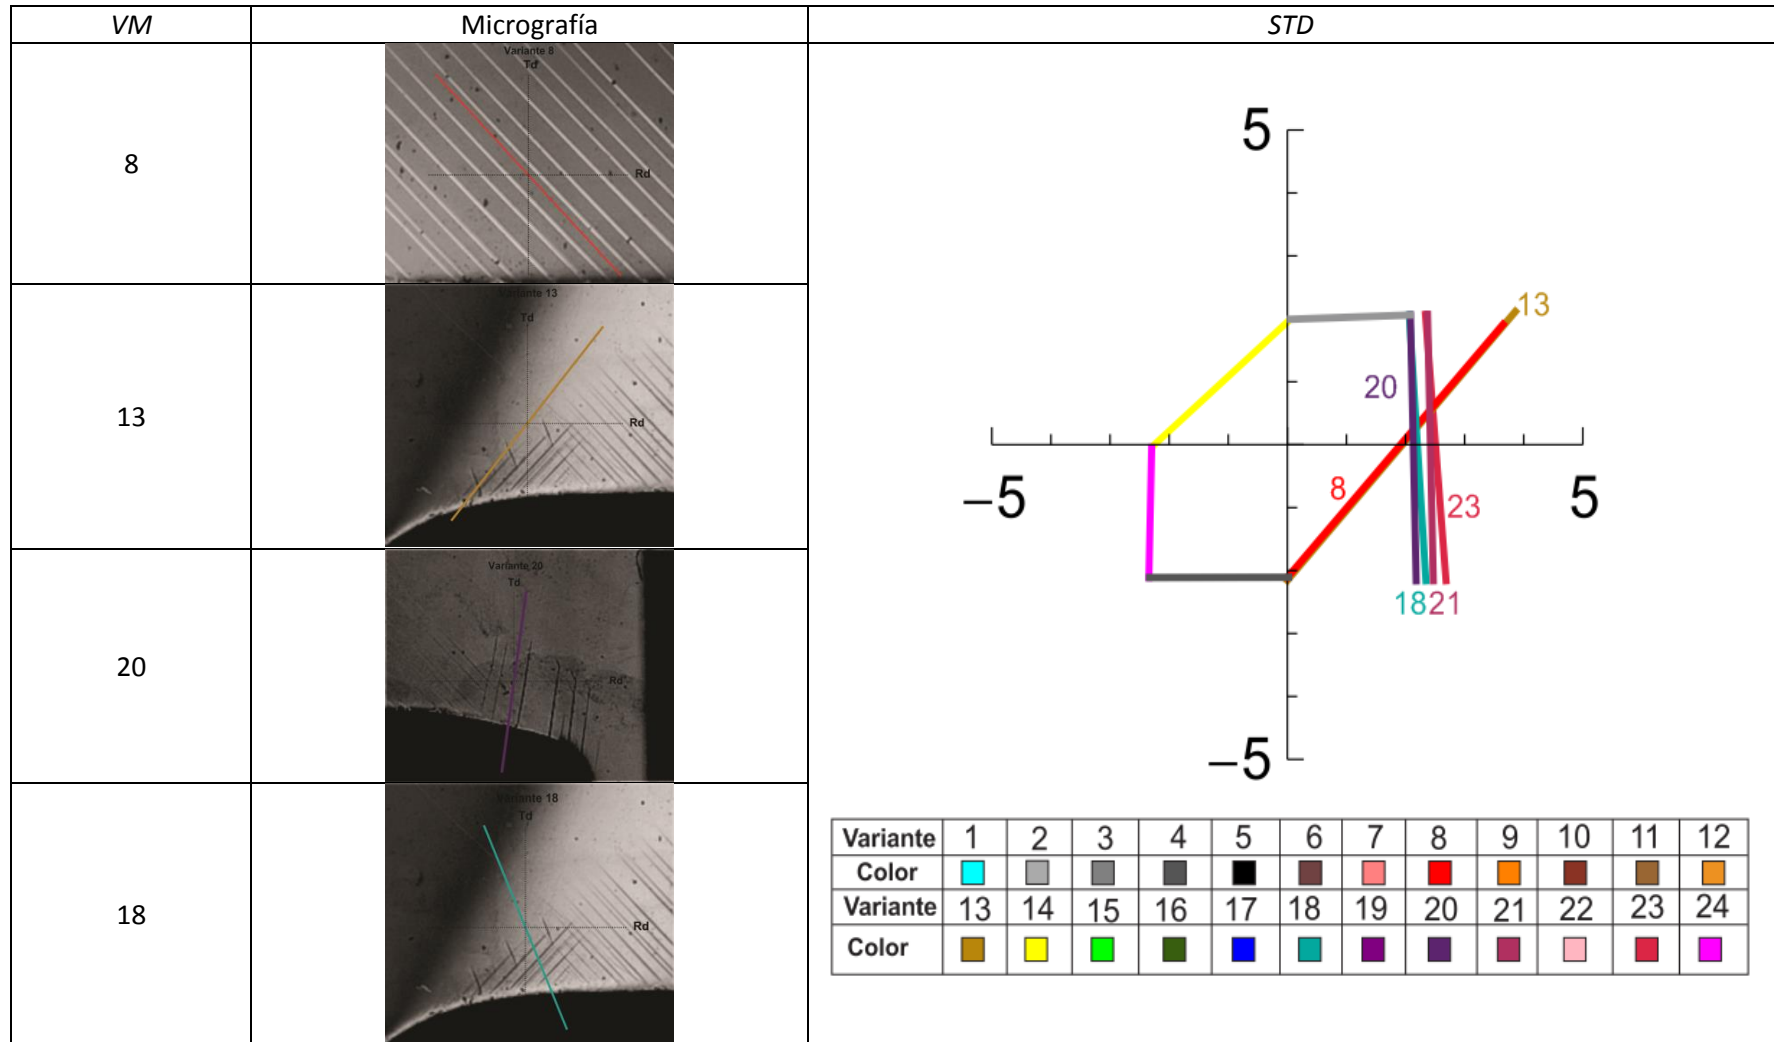 VM Micrografía STD
8
Variante 8
Td
Rd
13
Variante 13
Td
Rd
20
Variante 20
Td
Rd
18
Variante 18
Td
Rd
5
13
20
−5
8
23
5
18 21
−5
Variante 1 2 3 4 5 6 7 8 9 10 11 12
Color
Variante 13 14 15 16 17 18 19 20 21 22 23 24
Color